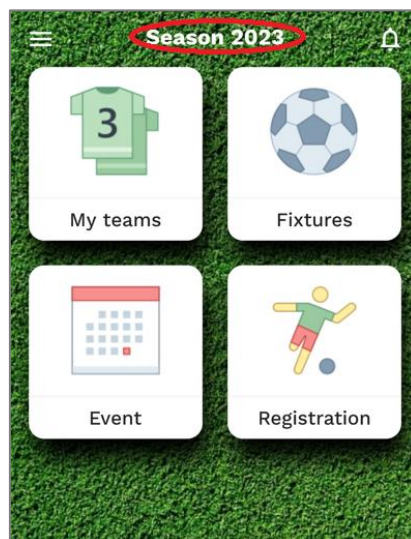 Season 2023
3
My teams
Fixtures
Event
Registration